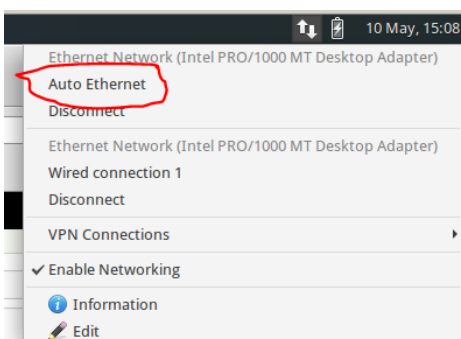 10 May, 15:08
Ethernet Network (Intel PRO/1000 MT Desktop Adapter)
Auto Ethernet
Disconnect
Ethernet Network (Intel PRO/1000 MT Desktop Adapter)
Wired connection 1
Disconnect
VPN Connections
Enable Networking
Information
Edit